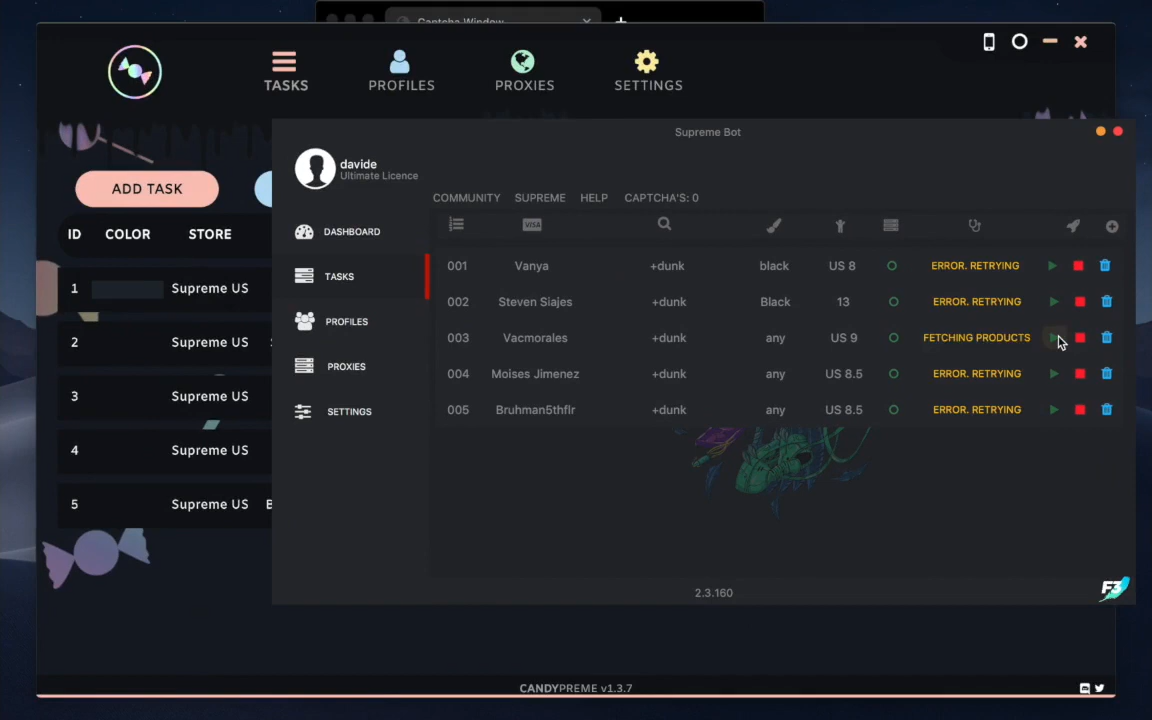 Captcha Window
TASKS
PROFILES
PROXIES
SETTINGS
Supreme Bot
davide
Ultimate Licence
ADD TASK
COMMUNITY SUPREME HELP CAPTCHA'S: 0
ID COLOR STORE
VISA
DASHBOARD
TASKS
PROFILES
PROXIES
SETTINGS
001 Vanya +dunk black US 8 ERROR. RETRYING
002 Steven Siajes +dunk Black 13 ERROR. RETRYING
003 Vacmorales +dunk any US 9 FETCHING PRODUCTS
004 Moises Jimenez +dunk any US 8.5 ERROR. RETRYING
005 Bruhman5thflr +dunk any US 8.5 ERROR. RETRYING
1 Supreme US
2 Supreme US
3 Supreme US
4 Supreme US
5 Supreme US
2.3.160
F3
CANDYPREME v1.3.7